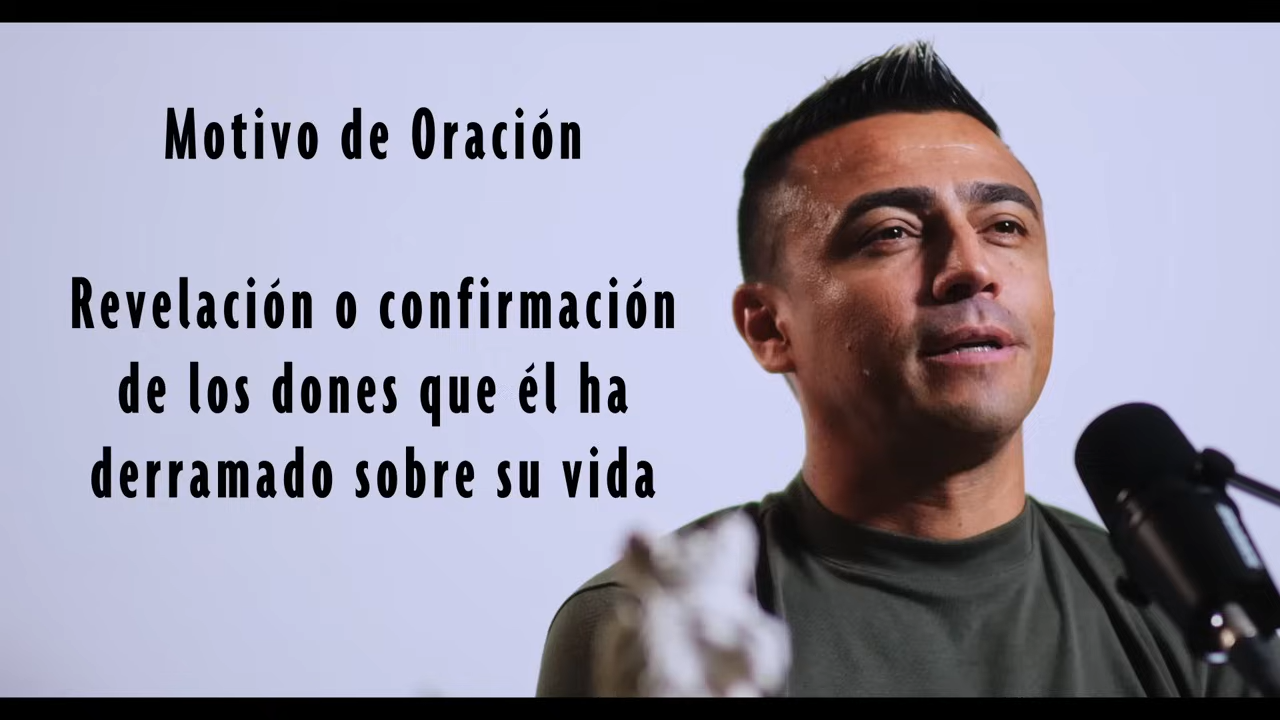 Motivo de Oración
Revelación o confirmación
de los dones que él ha
derramado sobre su vida